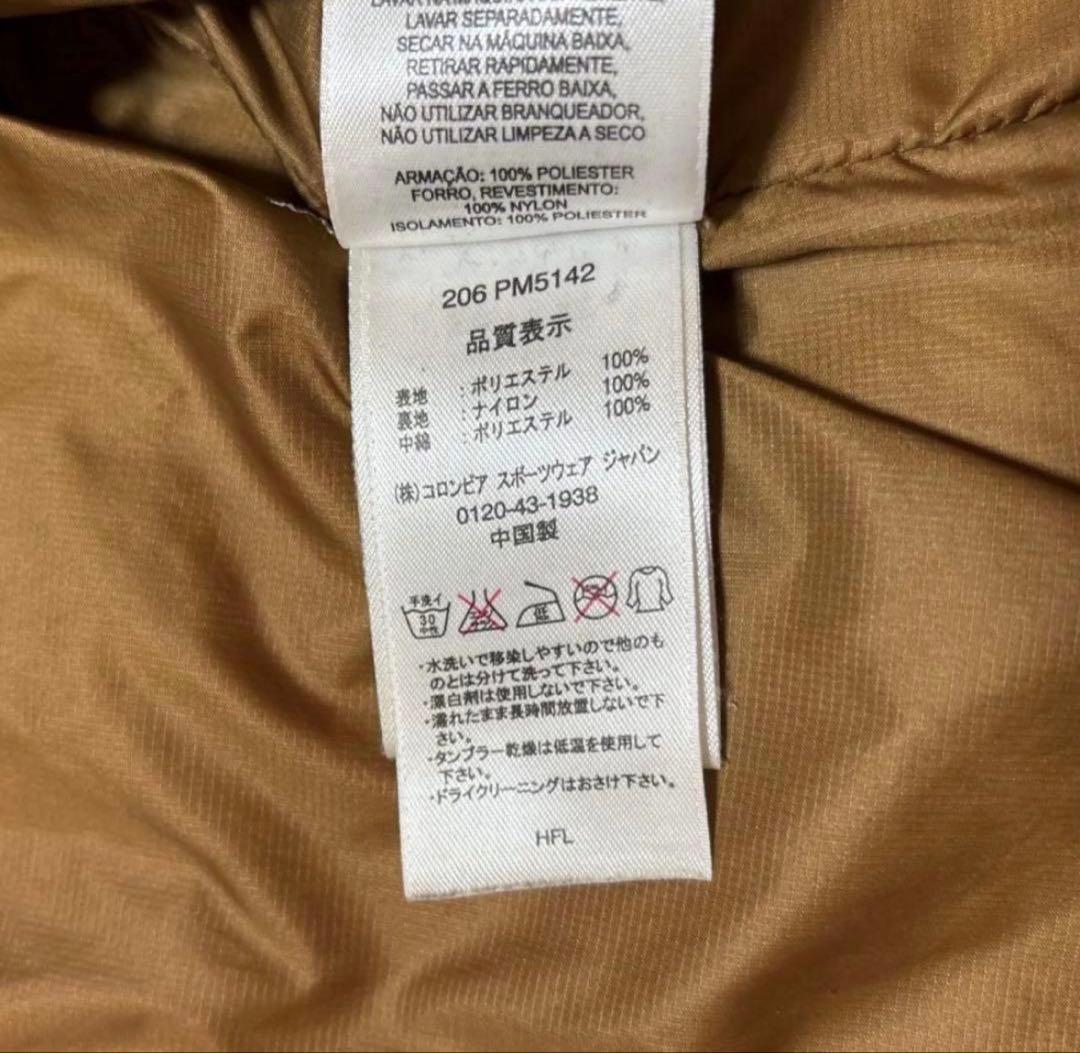 LAVAR SEPARADAMENTE,
SECAR NA MÁQUINA BAIXA,
RETIRAR RAPIDAMENTE,
PASSAR A FERRO BAIXA,
NÃO UTILIZAR BRANQUEADOR,
NÃO UTILIZAR LIMPEZA A SECO
ARMAÇÃO: 100% POLIESTER
FORRO, REVESTIMENTO:
100% NYLON
ISOLAMENTO: 100% POLIESTER
206 PM5142
品質表示
表地 : ポリエステル 100%
裏地 : ナイロン 100%
中綿 : ポリエステル 100%
(株)コロンビア スポーツウェア ジャパン
0120-43-1938
中国製
手洗イ
30
中性
低
・水洗いで移染しやすいので他のも
のとは分けて洗って下さい。
・漂白剤は使用しないで下さい。
・濡れたまま長時間放置しないで下
さい。
・タンブラー乾燥は低温を使用して
下さい。
・ドライクリーニングはおさけ下さい。
HFL